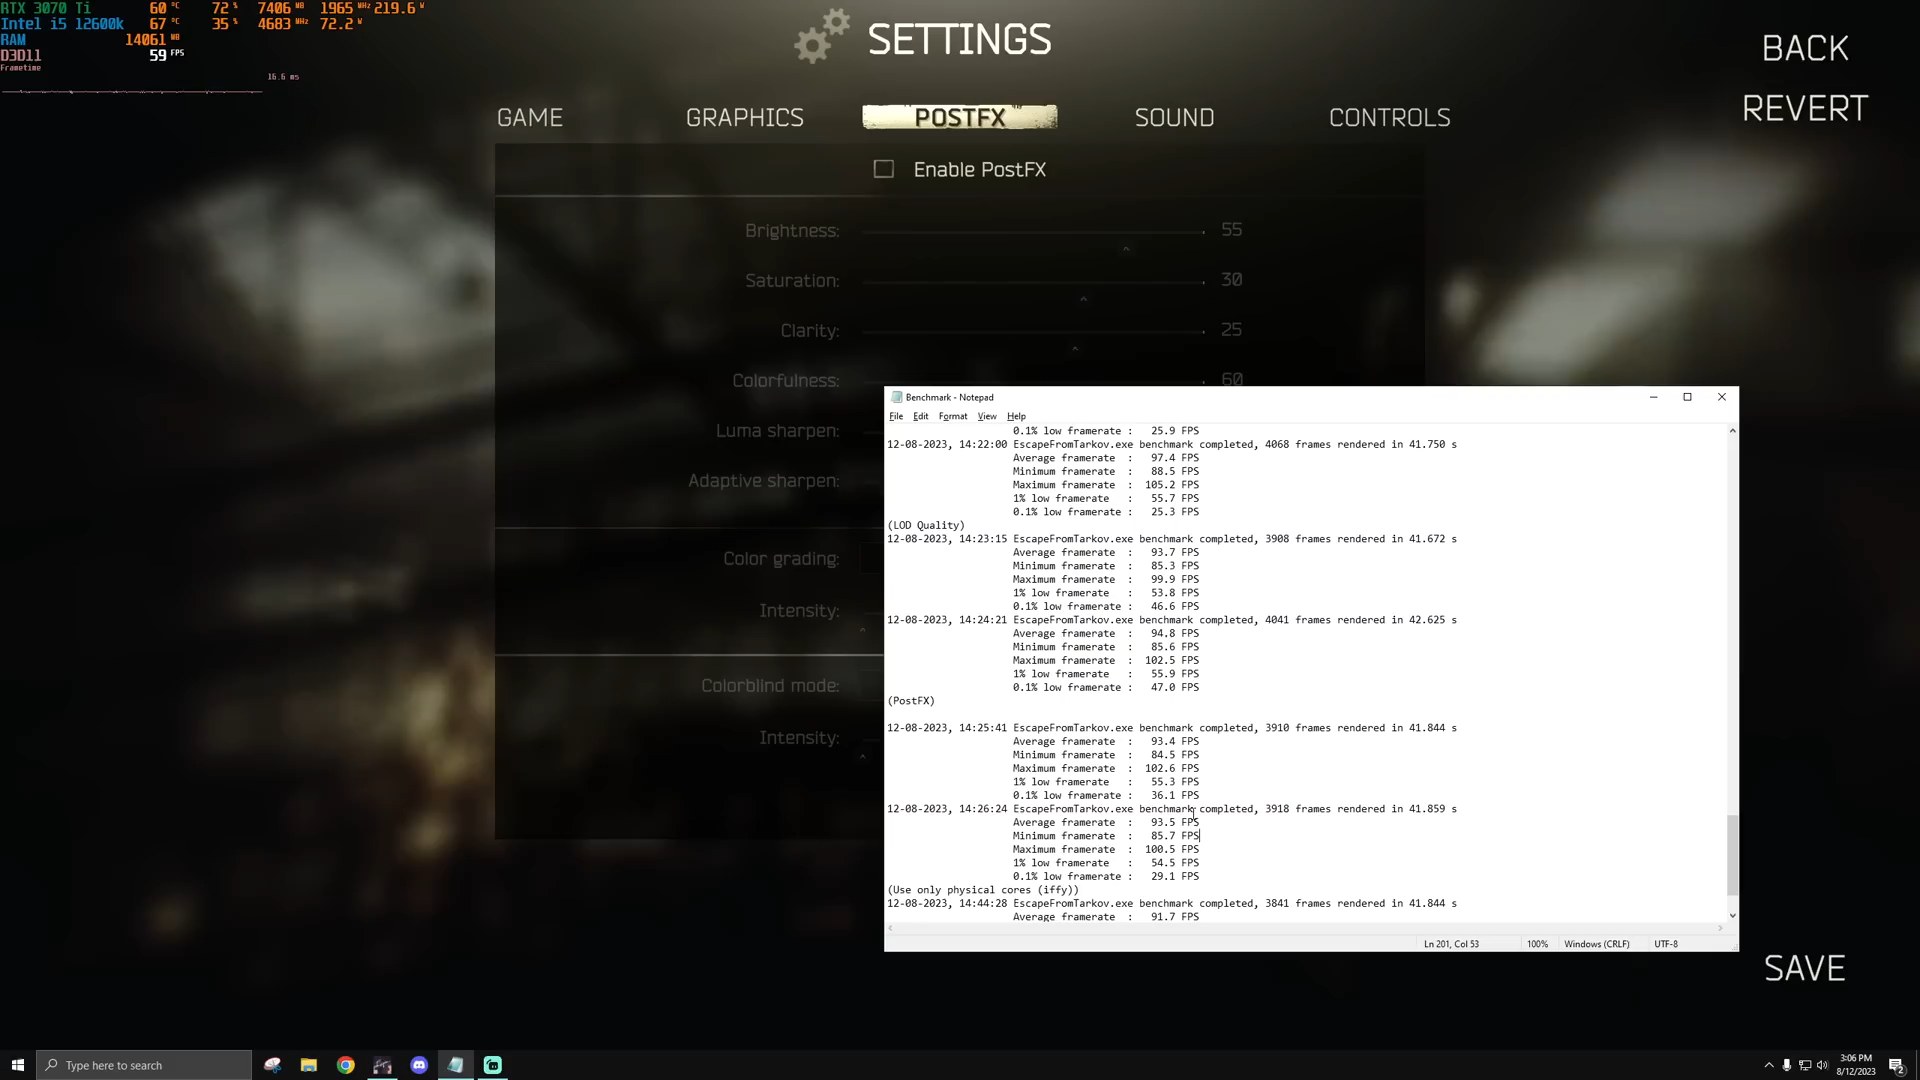 RTX 3070 Ti 60 °C 72 % 7406 MB 1965 MHz 219.6 W
Intel i5 12600k 67 °C 35 % 4683 MHz 72.2 W
RAM 14061 MB
D3D11 59 FPS
Frametime
16.6 ms
SETTINGS
BACK
REVERT
GAME GRAPHICS POSTFX SOUND CONTROLS
Enable PostFX
Brightness: 55
Saturation: 30
Clarity: 25
Colorfulness: 60
Luma sharpen:
Adaptive sharpen:
Color grading:
Intensity:
Colorblind mode:
Intensity:
Benchmark - Notepad
File Edit Format View Help
0.1% low framerate : 25.9 FPS
12-08-2023, 14:22:00 EscapeFromTarkov.exe benchmark completed, 4068 frames rendered in 41.750 s
Average framerate : 97.4 FPS
Minimum framerate : 88.5 FPS
Maximum framerate : 105.2 FPS
1% low framerate : 55.7 FPS
0.1% low framerate : 25.3 FPS
(LOD Quality)
12-08-2023, 14:23:15 EscapeFromTarkov.exe benchmark completed, 3908 frames rendered in 41.672 s
Average framerate : 93.7 FPS
Minimum framerate : 85.3 FPS
Maximum framerate : 99.9 FPS
1% low framerate : 53.8 FPS
0.1% low framerate : 46.6 FPS
12-08-2023, 14:24:21 EscapeFromTarkov.exe benchmark completed, 4041 frames rendered in 42.625 s
Average framerate : 94.8 FPS
Minimum framerate : 85.6 FPS
Maximum framerate : 102.5 FPS
1% low framerate : 55.9 FPS
0.1% low framerate : 47.0 FPS
(PostFX)
12-08-2023, 14:25:41 EscapeFromTarkov.exe benchmark completed, 3910 frames rendered in 41.844 s
Average framerate : 93.4 FPS
Minimum framerate : 84.5 FPS
Maximum framerate : 102.6 FPS
1% low framerate : 55.3 FPS
0.1% low framerate : 36.1 FPS
12-08-2023, 14:26:24 EscapeFromTarkov.exe benchmark completed, 3918 frames rendered in 41.859 s
Average framerate : 93.5 FPS
Minimum framerate : 85.7 FPS
Maximum framerate : 100.5 FPS
1% low framerate : 54.5 FPS
0.1% low framerate : 29.1 FPS
(Use only physical cores (iffy))
12-08-2023, 14:44:28 EscapeFromTarkov.exe benchmark completed, 3841 frames rendered in 41.844 s
Average framerate : 91.7 FPS
Ln 201, Col 53 100% Windows (CRLF) UTF-8
SAVE
Type here to search
3:06 PM
8/12/2023
2